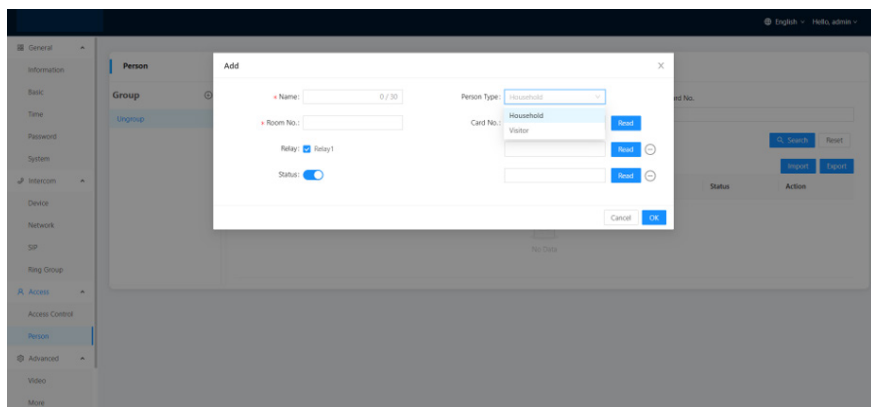 English
Hello, admin
General
Information
Basic
Time
Password
System
Intercom
Device
Network
SIP
Ring Group
Access
Access Control
Person
Advanced
Video
More
Person
Group
Ungroup
Add
* Name:
0 / 30
Person Type:
Household
Household
Visitor
* Room No.:
Card No.:
Read
Relay:
Relay1
Read
Status:
Read
Cancel
OK
rd No.
Search
Reset
Import
Export
Status
Action
No Data